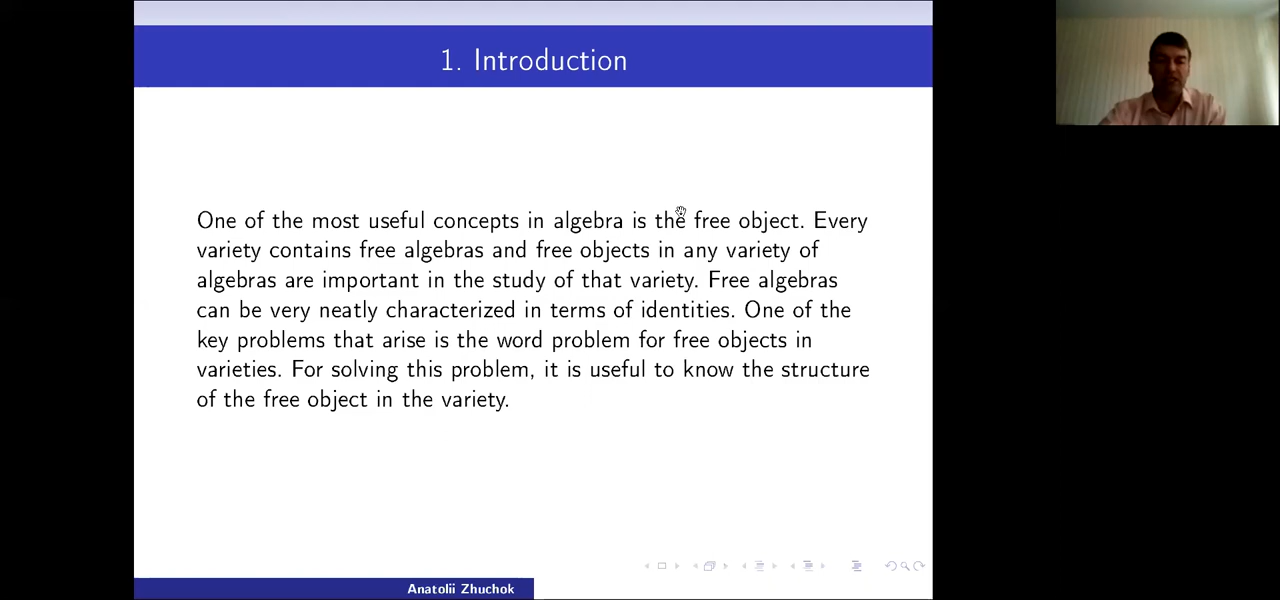 1. Introduction
One of the most useful concepts in algebra is the free object. Every
variety contains free algebras and free objects in any variety of
algebras are important in the study of that variety. Free algebras
can be very neatly characterized in terms of identities. One of the
key problems that arise is the word problem for free objects in
varieties. For solving this problem, it is useful to know the structure
of the free object in the variety.
Anatolii Zhuchok